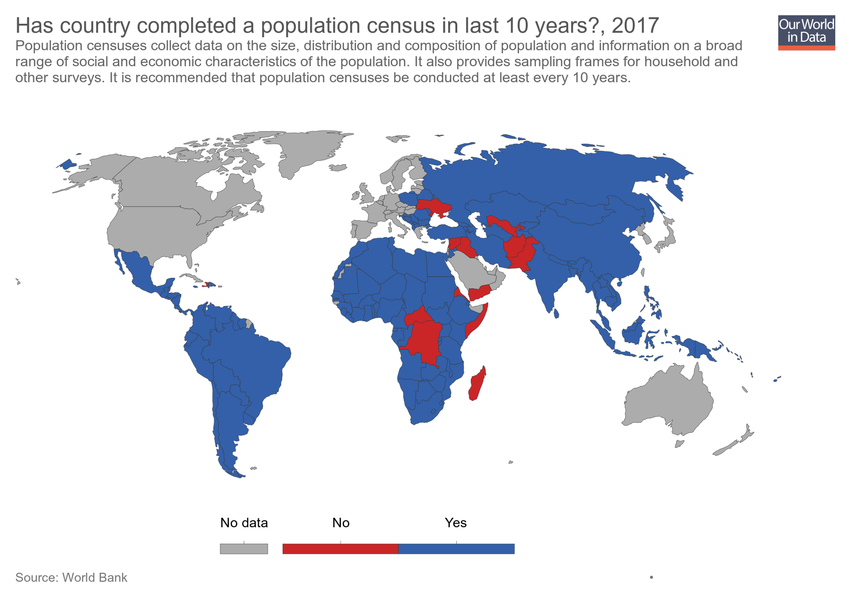 Has country completed a population census in last 10 years?, 2017
Our World
in Data
Population censuses collect data on the size, distribution and composition of population and information on a broad
range of social and economic characteristics of the population. It also provides sampling frames for household and
other surveys. It is recommended that population censuses be conducted at least every 10 years.
No data
No
Yes
Source: World Bank